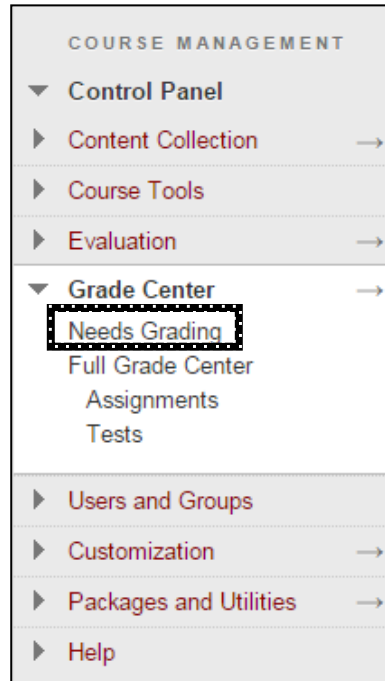 COURSE MANAGEMENT
Control Panel
Content Collection
Course Tools
Evaluation
Grade Center
Needs Grading
Full Grade Center
Assignments
Tests
Users and Groups
Customization
Packages and Utilities
Help